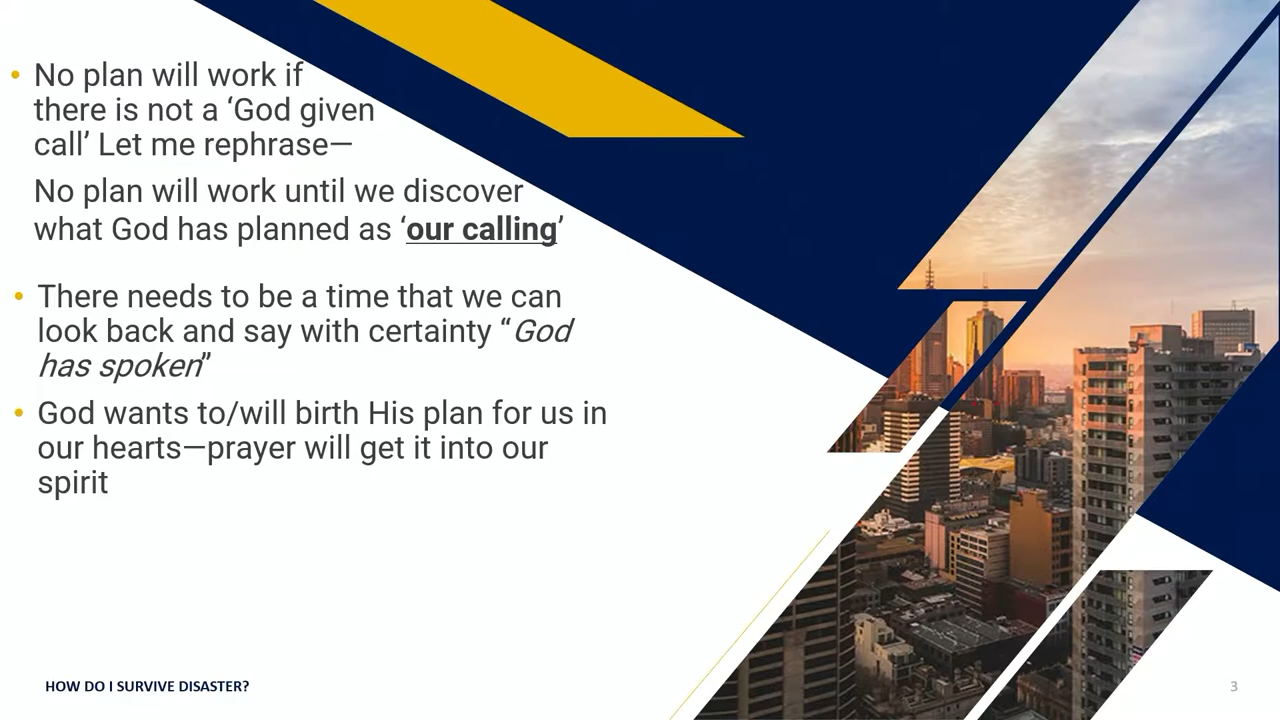 • No plan will work if
there is not a ‘God given
call’ Let me rephrase—
No plan will work until we discover
what God has planned as ‘our calling’
• There needs to be a time that we can
look back and say with certainty “God
has spoken”
• God wants to/will birth His plan for us in
our hearts—prayer will get it into our
spirit
HOW DO I SURVIVE DISASTER?
3